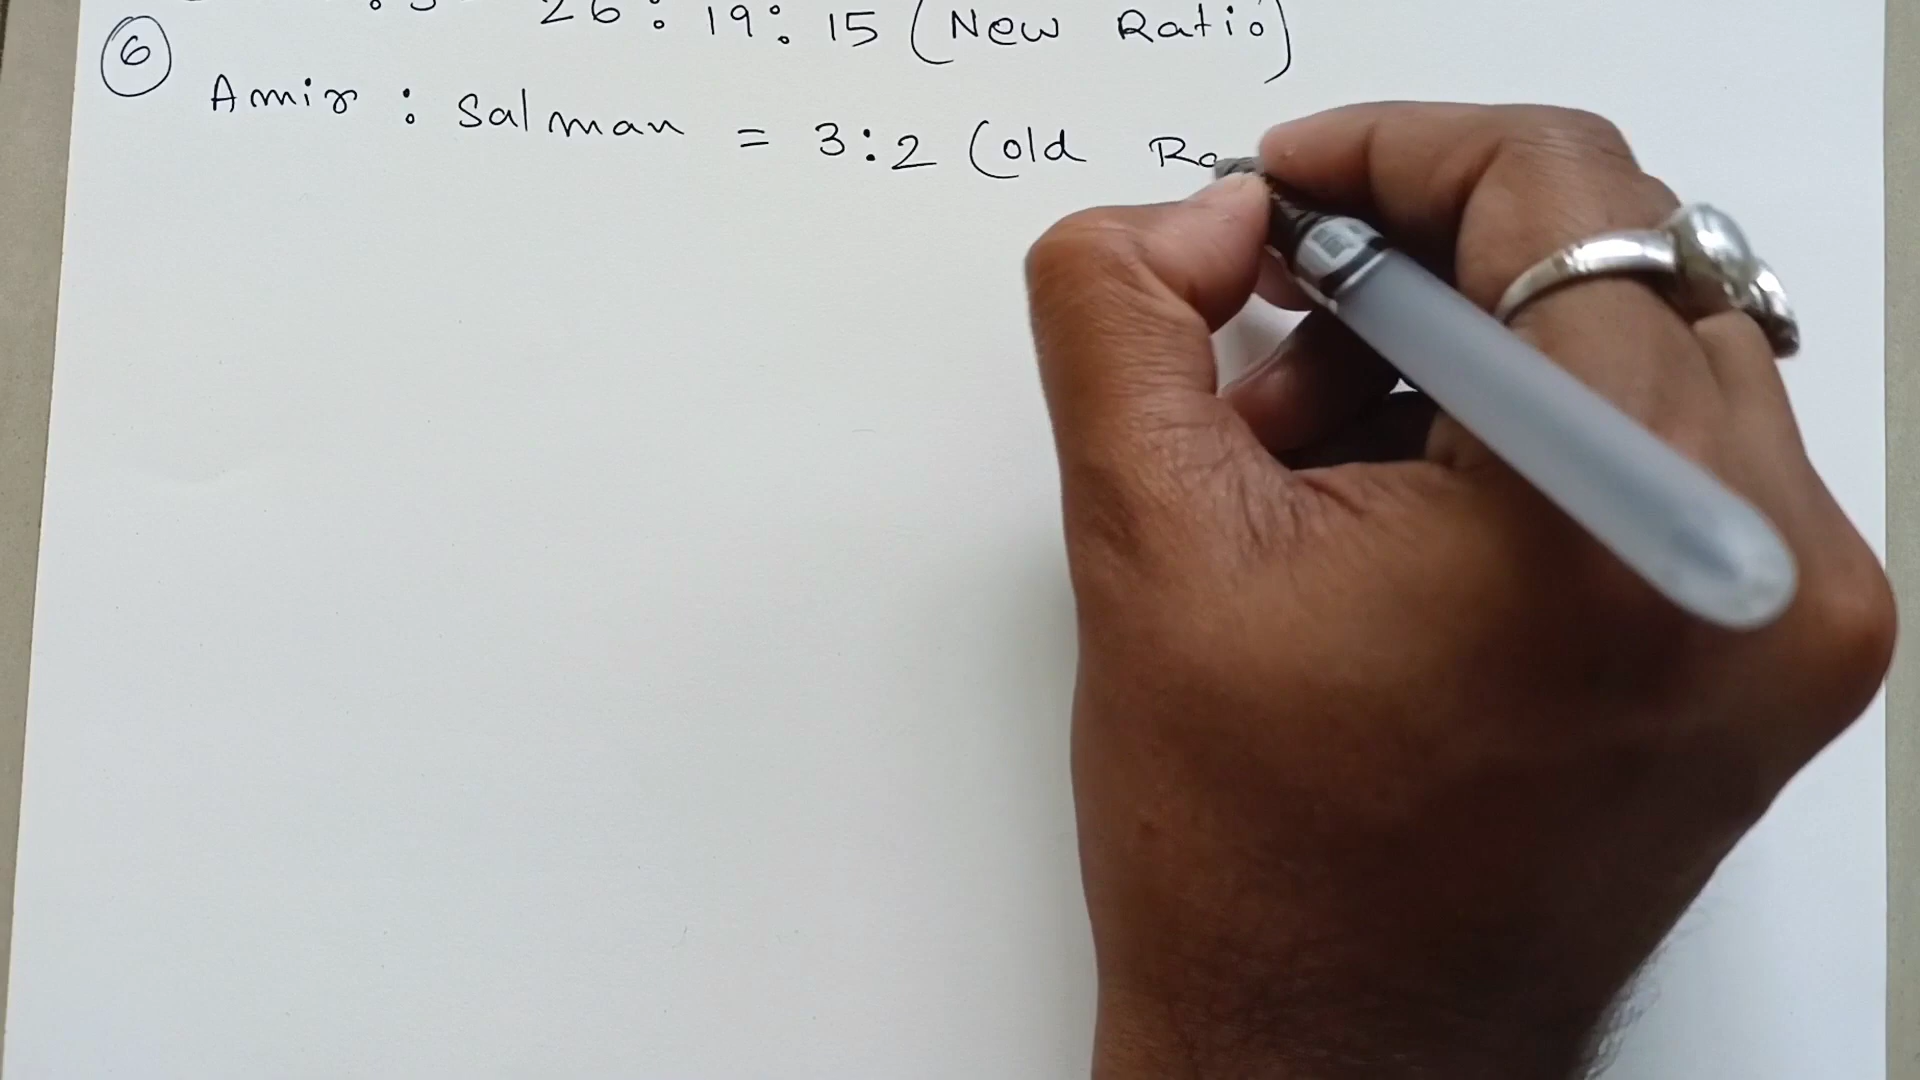 26 : 19 : 15 (New Ratio)
6
Amir : Salman = 3:2 (old Ra